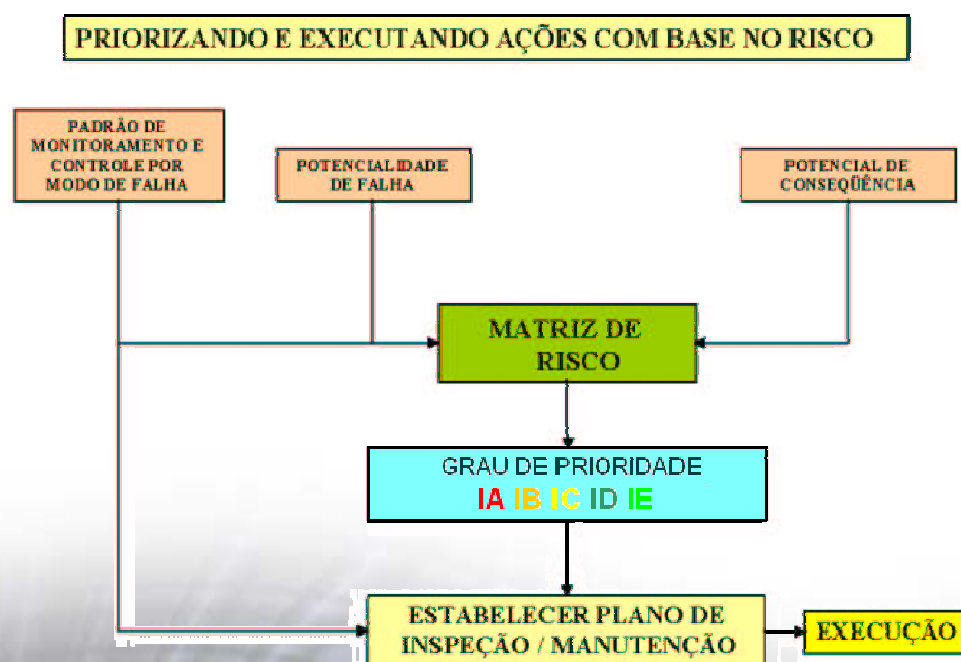 PRIORIZANDO E EXECUTANDO AÇÕES COM BASE NO RISCO
PADRÃO DE
MONITORAMENTO E
CONTROLE POR
MODO DE FALHA
POTENCIALIDADE
DE FALHA
POTENCIAL DE
CONSEQÜÊNCIA
MATRIZ DE
RISCO
GRAU DE PRIORIDADE
IA IB IC ID IE
ESTABELECER PLANO DE
INSPEÇÃO / MANUTENÇÃO
EXECUÇÃO